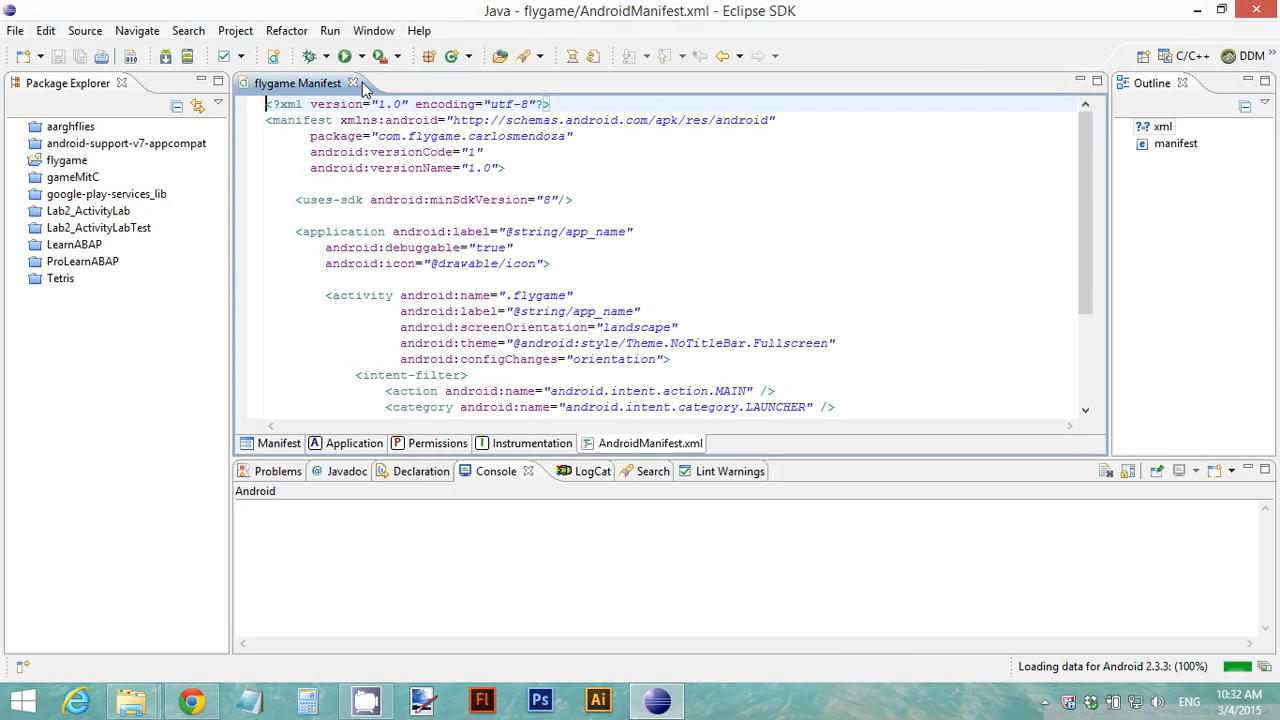 Java - flygame/AndroidManifest.xml - Eclipse SDK
File Edit Source Navigate Search Project Refactor Run Window Help
C/C++ DDM
Package Explorer
flygame Manifest
Outline
aarghflies
android-support-v7-appcompat
flygame
gameMitC
google-play-services_lib
Lab2_ActivityLab
Lab2_ActivityLabTest
LearnABAP
ProLearnABAP
Tetris
<?xml version="1.0" encoding="utf-8"?>
<manifest xmlns:android="http://schemas.android.com/apk/res/android"
package="com.flygame.carlosmendoza"
android:versionCode="1"
android:versionName="1.0">
<uses-sdk android:minSdkVersion="8"/>
<application android:label="@string/app_name"
android:debuggable="true"
android:icon="@drawable/icon">
<activity android:name=".flygame"
android:label="@string/app_name"
android:screenOrientation="landscape"
android:theme="@android:style/Theme.NoTitleBar.Fullscreen"
android:configChanges="orientation">
<intent-filter>
<action android:name="android.intent.action.MAIN" />
<category android:name="android.intent.category.LAUNCHER" />
xml
manifest
Manifest Application Permissions Instrumentation AndroidManifest.xml
Problems Javadoc Declaration Console LogCat Search Lint Warnings
Android
Loading data for Android 2.3.3: (100%)
Fl Ps Ai
ENG
10:32 AM
3/4/2015